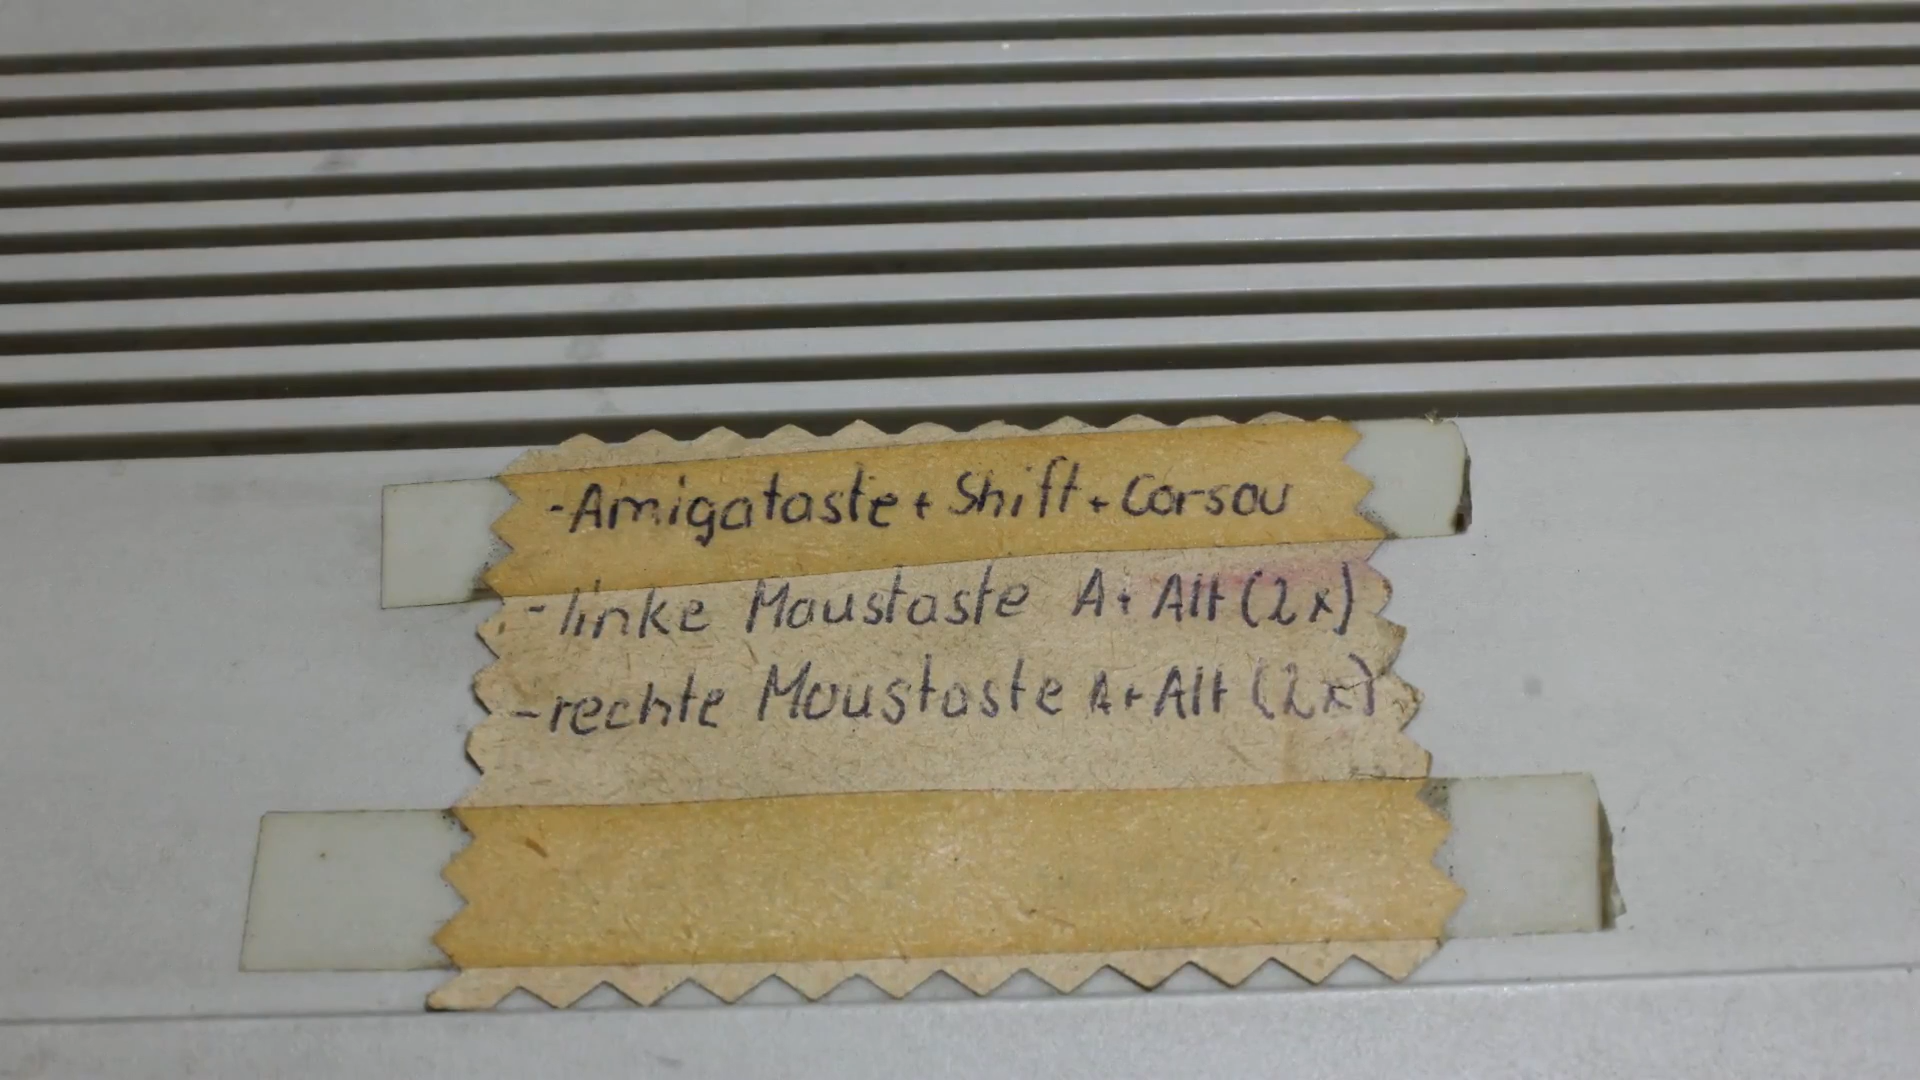 - Amigataste + Shift + Corsou
- linke Maustaste A + Alt (2x)
- rechte Maustaste A + Alt (2x)